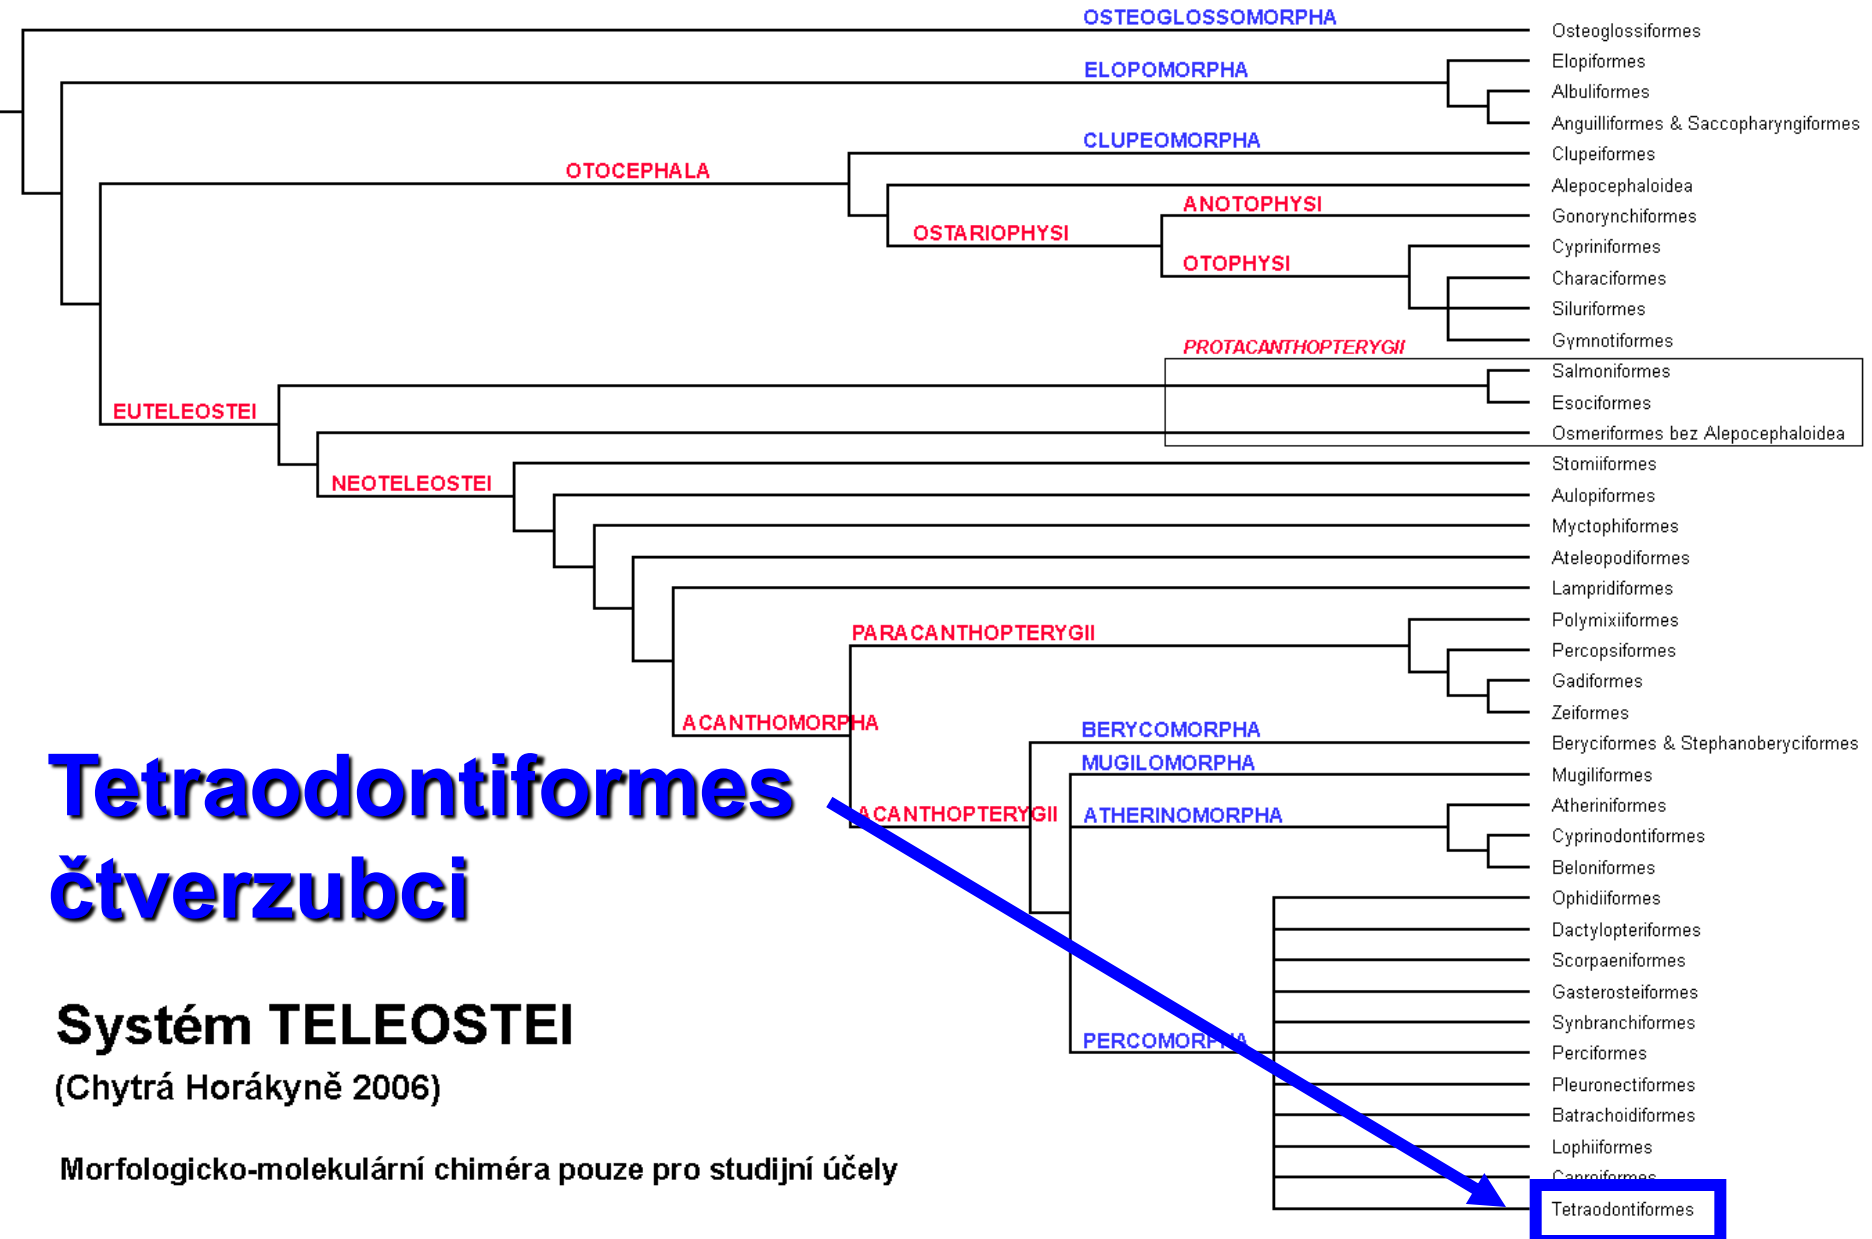 OSTEOGLOSSOMORPHA
Osteoglossiformes
Elopiformes
ELOPOMORPHA
Albuliformes
Anguilliformes & Saccopharyngiformes
CLUPEOMORPHA
Clupeiformes
OTOCEPHALA
Alepocephaloidea
ANOTOPHYSI
Gonorynchiformes
OSTARIOPHYSI
Cypriniformes
OTOPHYSI
Characiformes
Siluriformes
Gymnotiformes
PROTACANTHOPTERYGII
Salmoniformes
Esociformes
EUTELEOSTEI
Osmeriformes bez Alepocephaloidea
Stomiiformes
NEOTELEOSTEI
Aulopiformes
Myctophiformes
Ateleopodiformes
Lampridiformes
Polymixiiformes
PARACANTHOPTERYGII
Percopsiformes
Gadiformes
Zeiformes
ACANTHOMORPHA
BERYCOMORPHA
Beryciformes & Stephanoberyciformes
MUGILOMORPHA
Mugiliformes
Tetraodontiformes
čtverzubci
Atheriniformes
ACANTHOPTERYGII
ATHERINOMORPHA
Cyprinodontiformes
Beloniformes
Ophidiiformes
Dactylopteriformes
Scorpaeniformes
Gasterosteiformes
Synbranchiformes
PERCOMORPHA
Perciformes
Pleuronectiformes
Batrachoidiformes
Lophiiformes
Caproiformes
Tetraodontiformes
Systém TELEOSTEI
(Chytrá Horákyně 2006)
Morfologicko-molekulární chiméra pouze pro studijní účely